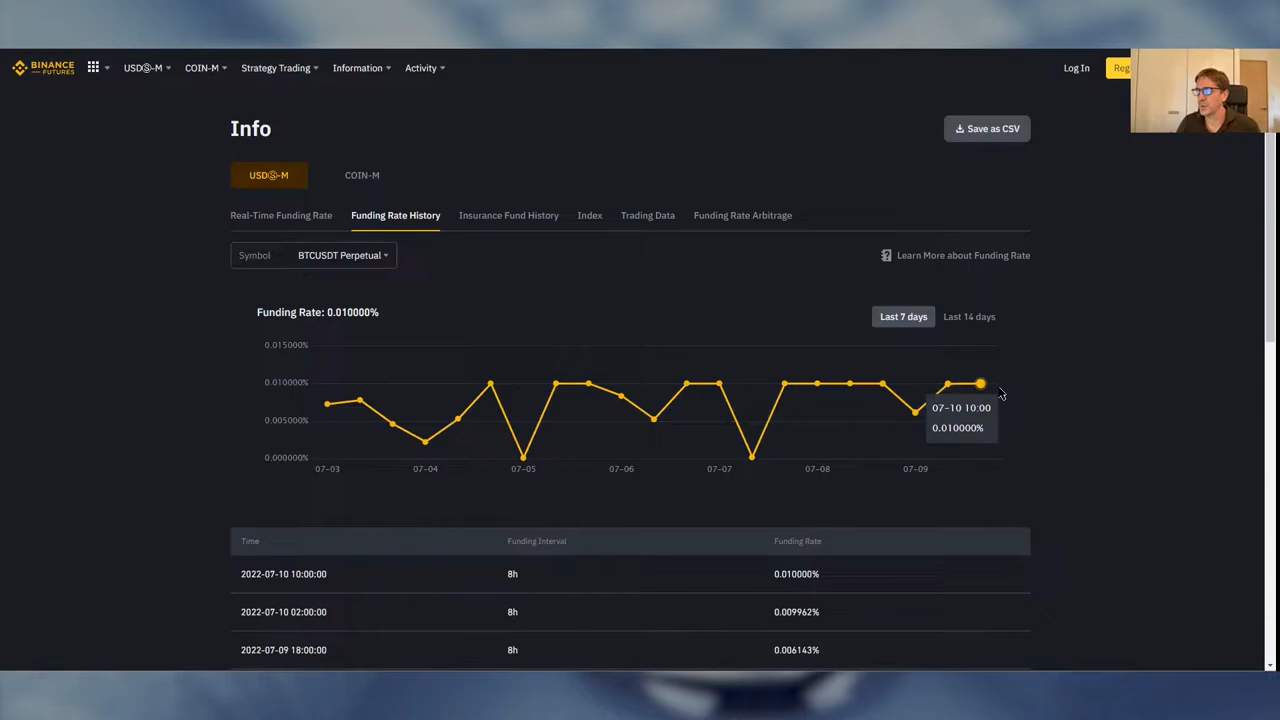 BINANCE
FUTURES
USDⓈ-M
COIN-M
Strategy Trading
Information
Activity
Log In
Reg
Info
Save as CSV
USDⓈ-M
COIN-M
Real-Time Funding Rate
Funding Rate History
Insurance Fund History
Index
Trading Data
Funding Rate Arbitrage
Symbol
BTCUSDT Perpetual
Learn More about Funding Rate
Funding Rate: 0.010000%
Last 7 days
Last 14 days
0.015000%
0.010000%
0.005000%
0.000000%
07-03
07-04
07-05
07-06
07-07
07-08
07-09
07-10 10:00
0.010000%
Time
Funding Interval
Funding Rate
2022-07-10 10:00:00
8h
0.010000%
2022-07-10 02:00:00
8h
0.009962%
2022-07-09 18:00:00
8h
0.006143%